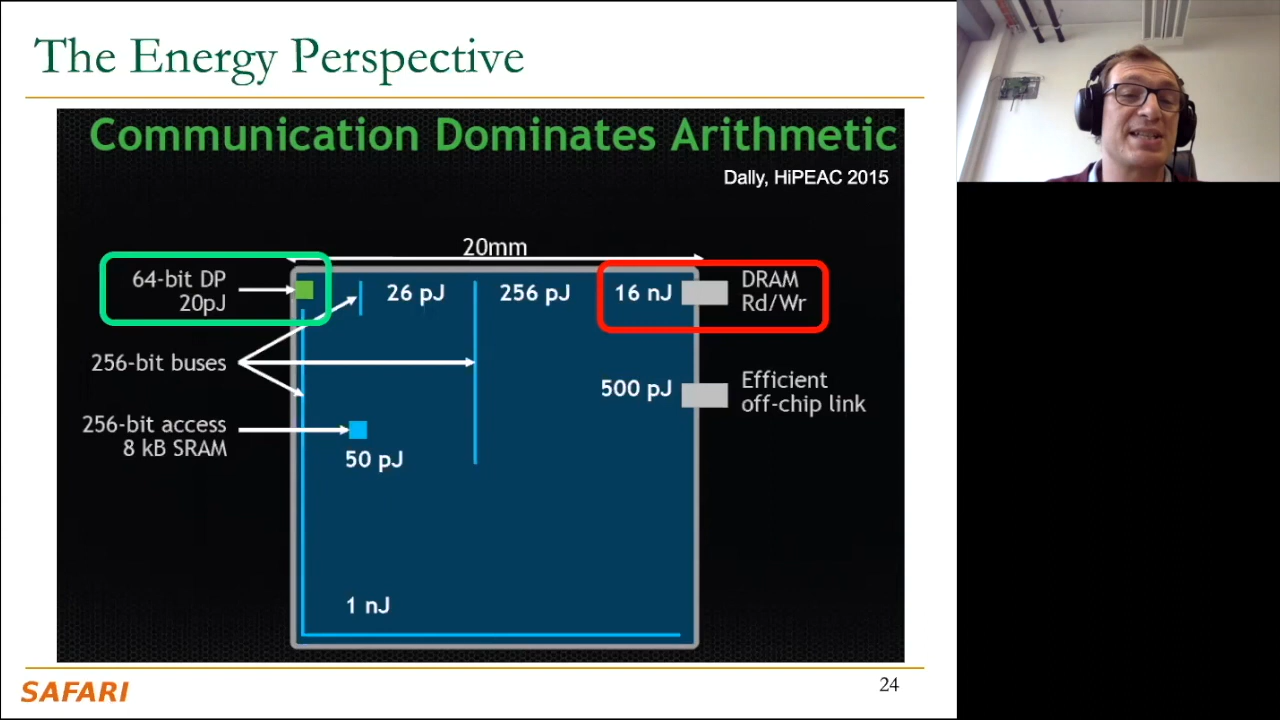 The Energy Perspective
Communication Dominates Arithmetic
Dally, HiPEAC 2015
20mm
64-bit DP
20pJ
26 pJ
256 pJ
16 nJ
DRAM
Rd/Wr
256-bit buses
500 pJ
Efficient
off-chip link
256-bit access
8 kB SRAM
50 pJ
1 nJ
SAFARI
24